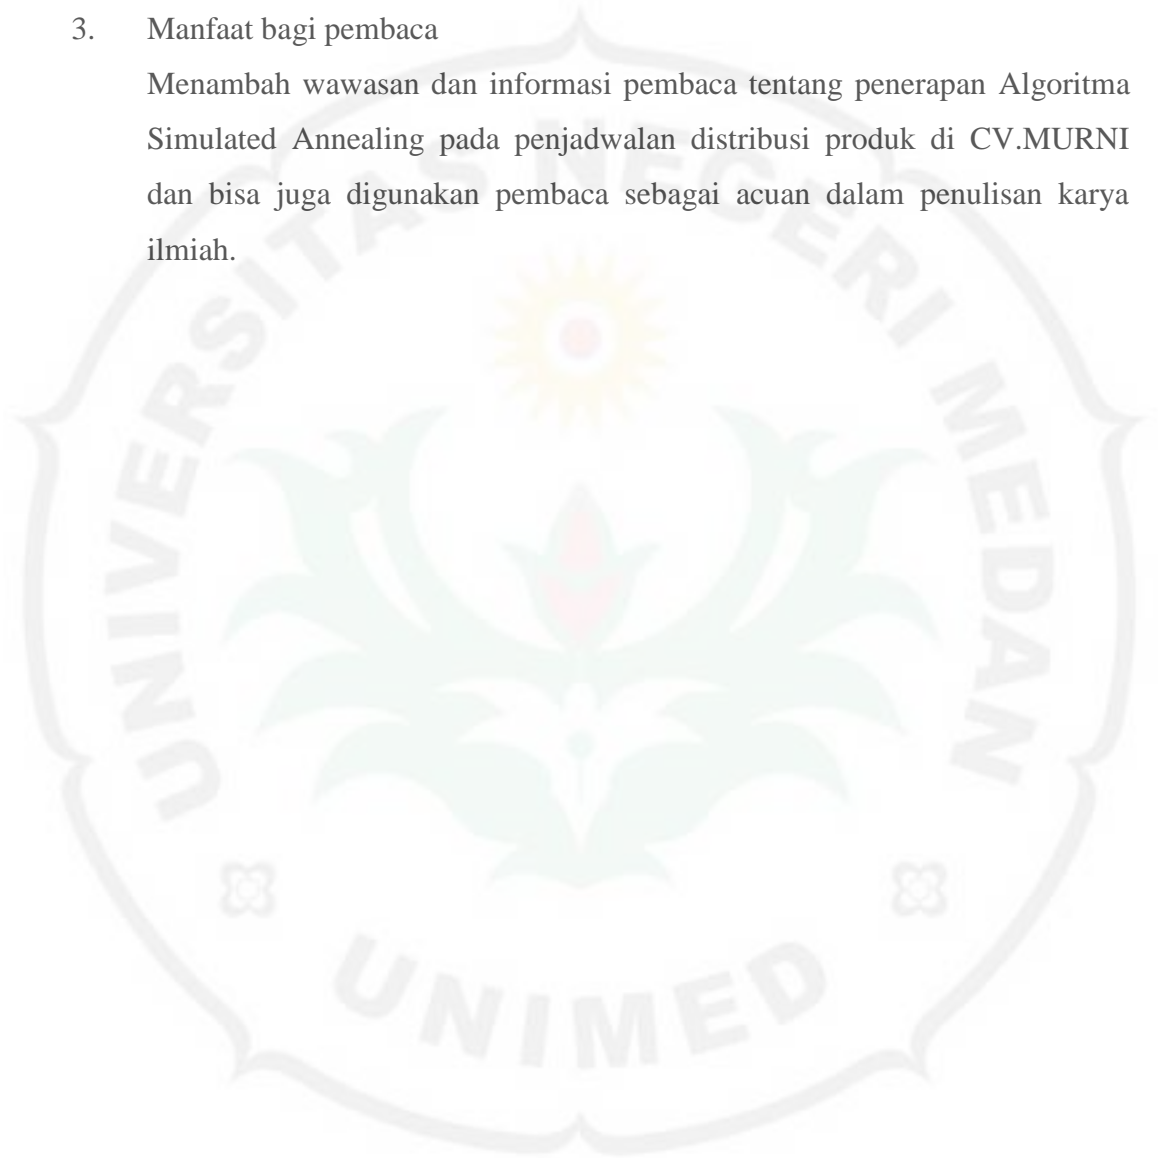 3. Manfaat bagi pembaca
Menambah wawasan dan informasi pembaca tentang penerapan Algoritma
Simulated Annealing pada penjadwalan distribusi produk di CV.MURNI
dan bisa juga digunakan pembaca sebagai acuan dalam penulisan karya
ilmiah.
UNIVERSITAS NEGERI MEDAN
UNIMED